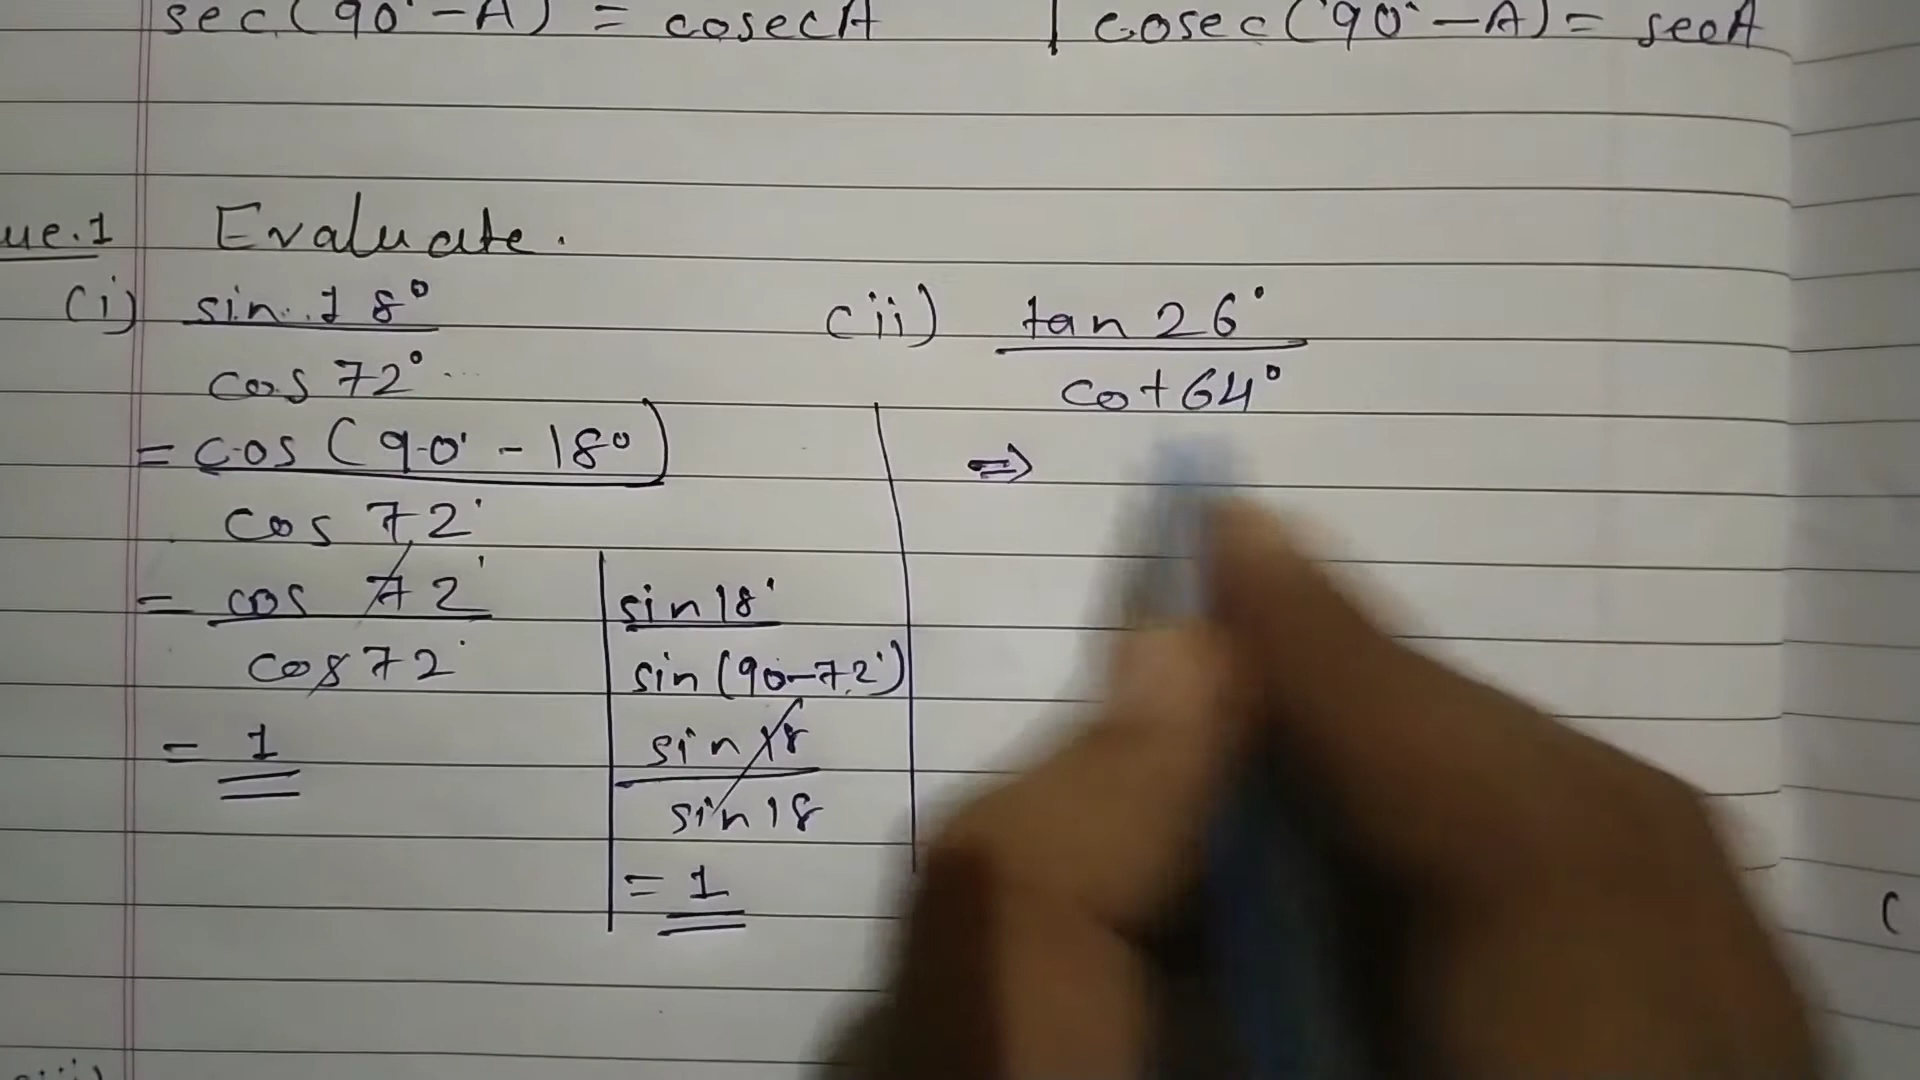 sec(90° - A) = cosecA | cosec(90° - A) = secA
ue.1 Evaluate.
(i) sin 18°
cos 72°
= cos (90° - 18°)
cos 72°
= cos 72°
cos 72°
= 1
sin 18°
sin (90-72°)
sin 18
sin 18
= 1
(ii) tan 26°
cot 64°
⇒
(